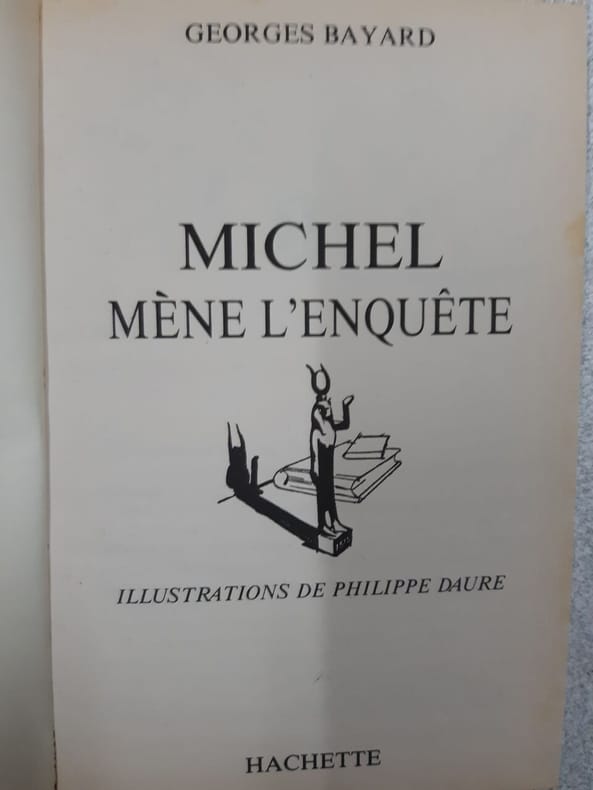 GEORGES BAYARD
MICHEL
MÈNE L'ENQUÊTE
ILLUSTRATIONS DE PHILIPPE DAURE
HACHETTE